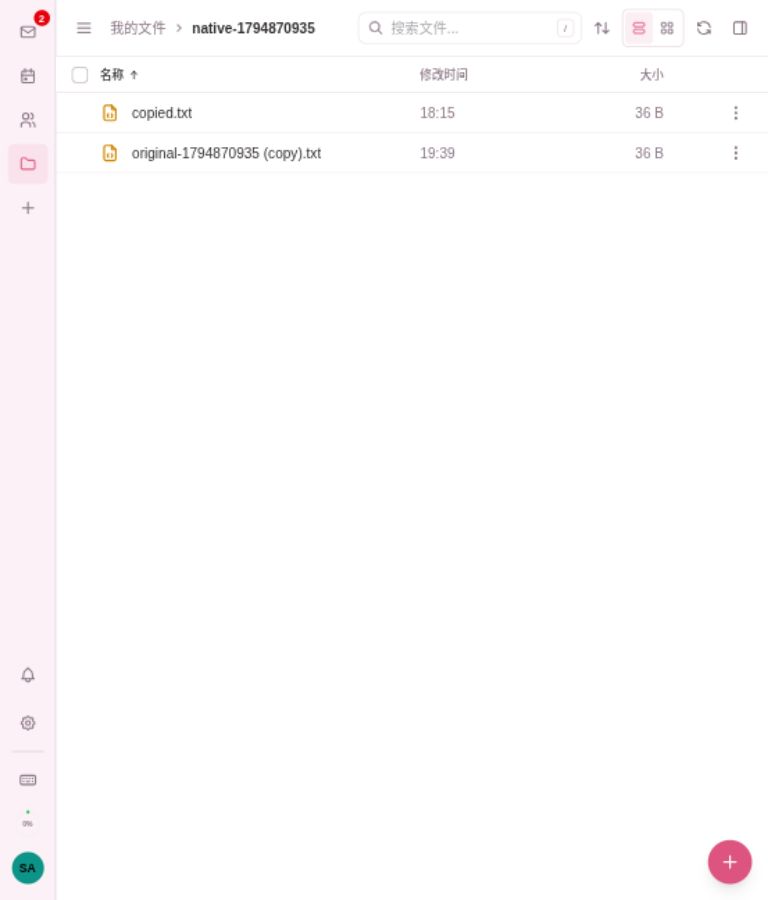 2
我的文件 > native-1794870935
搜索文件... /
名称 ↑ 修改时间 大小
copied.txt 18:15 36 B
original-1794870935 (copy).txt 19:39 36 B
0%
SA